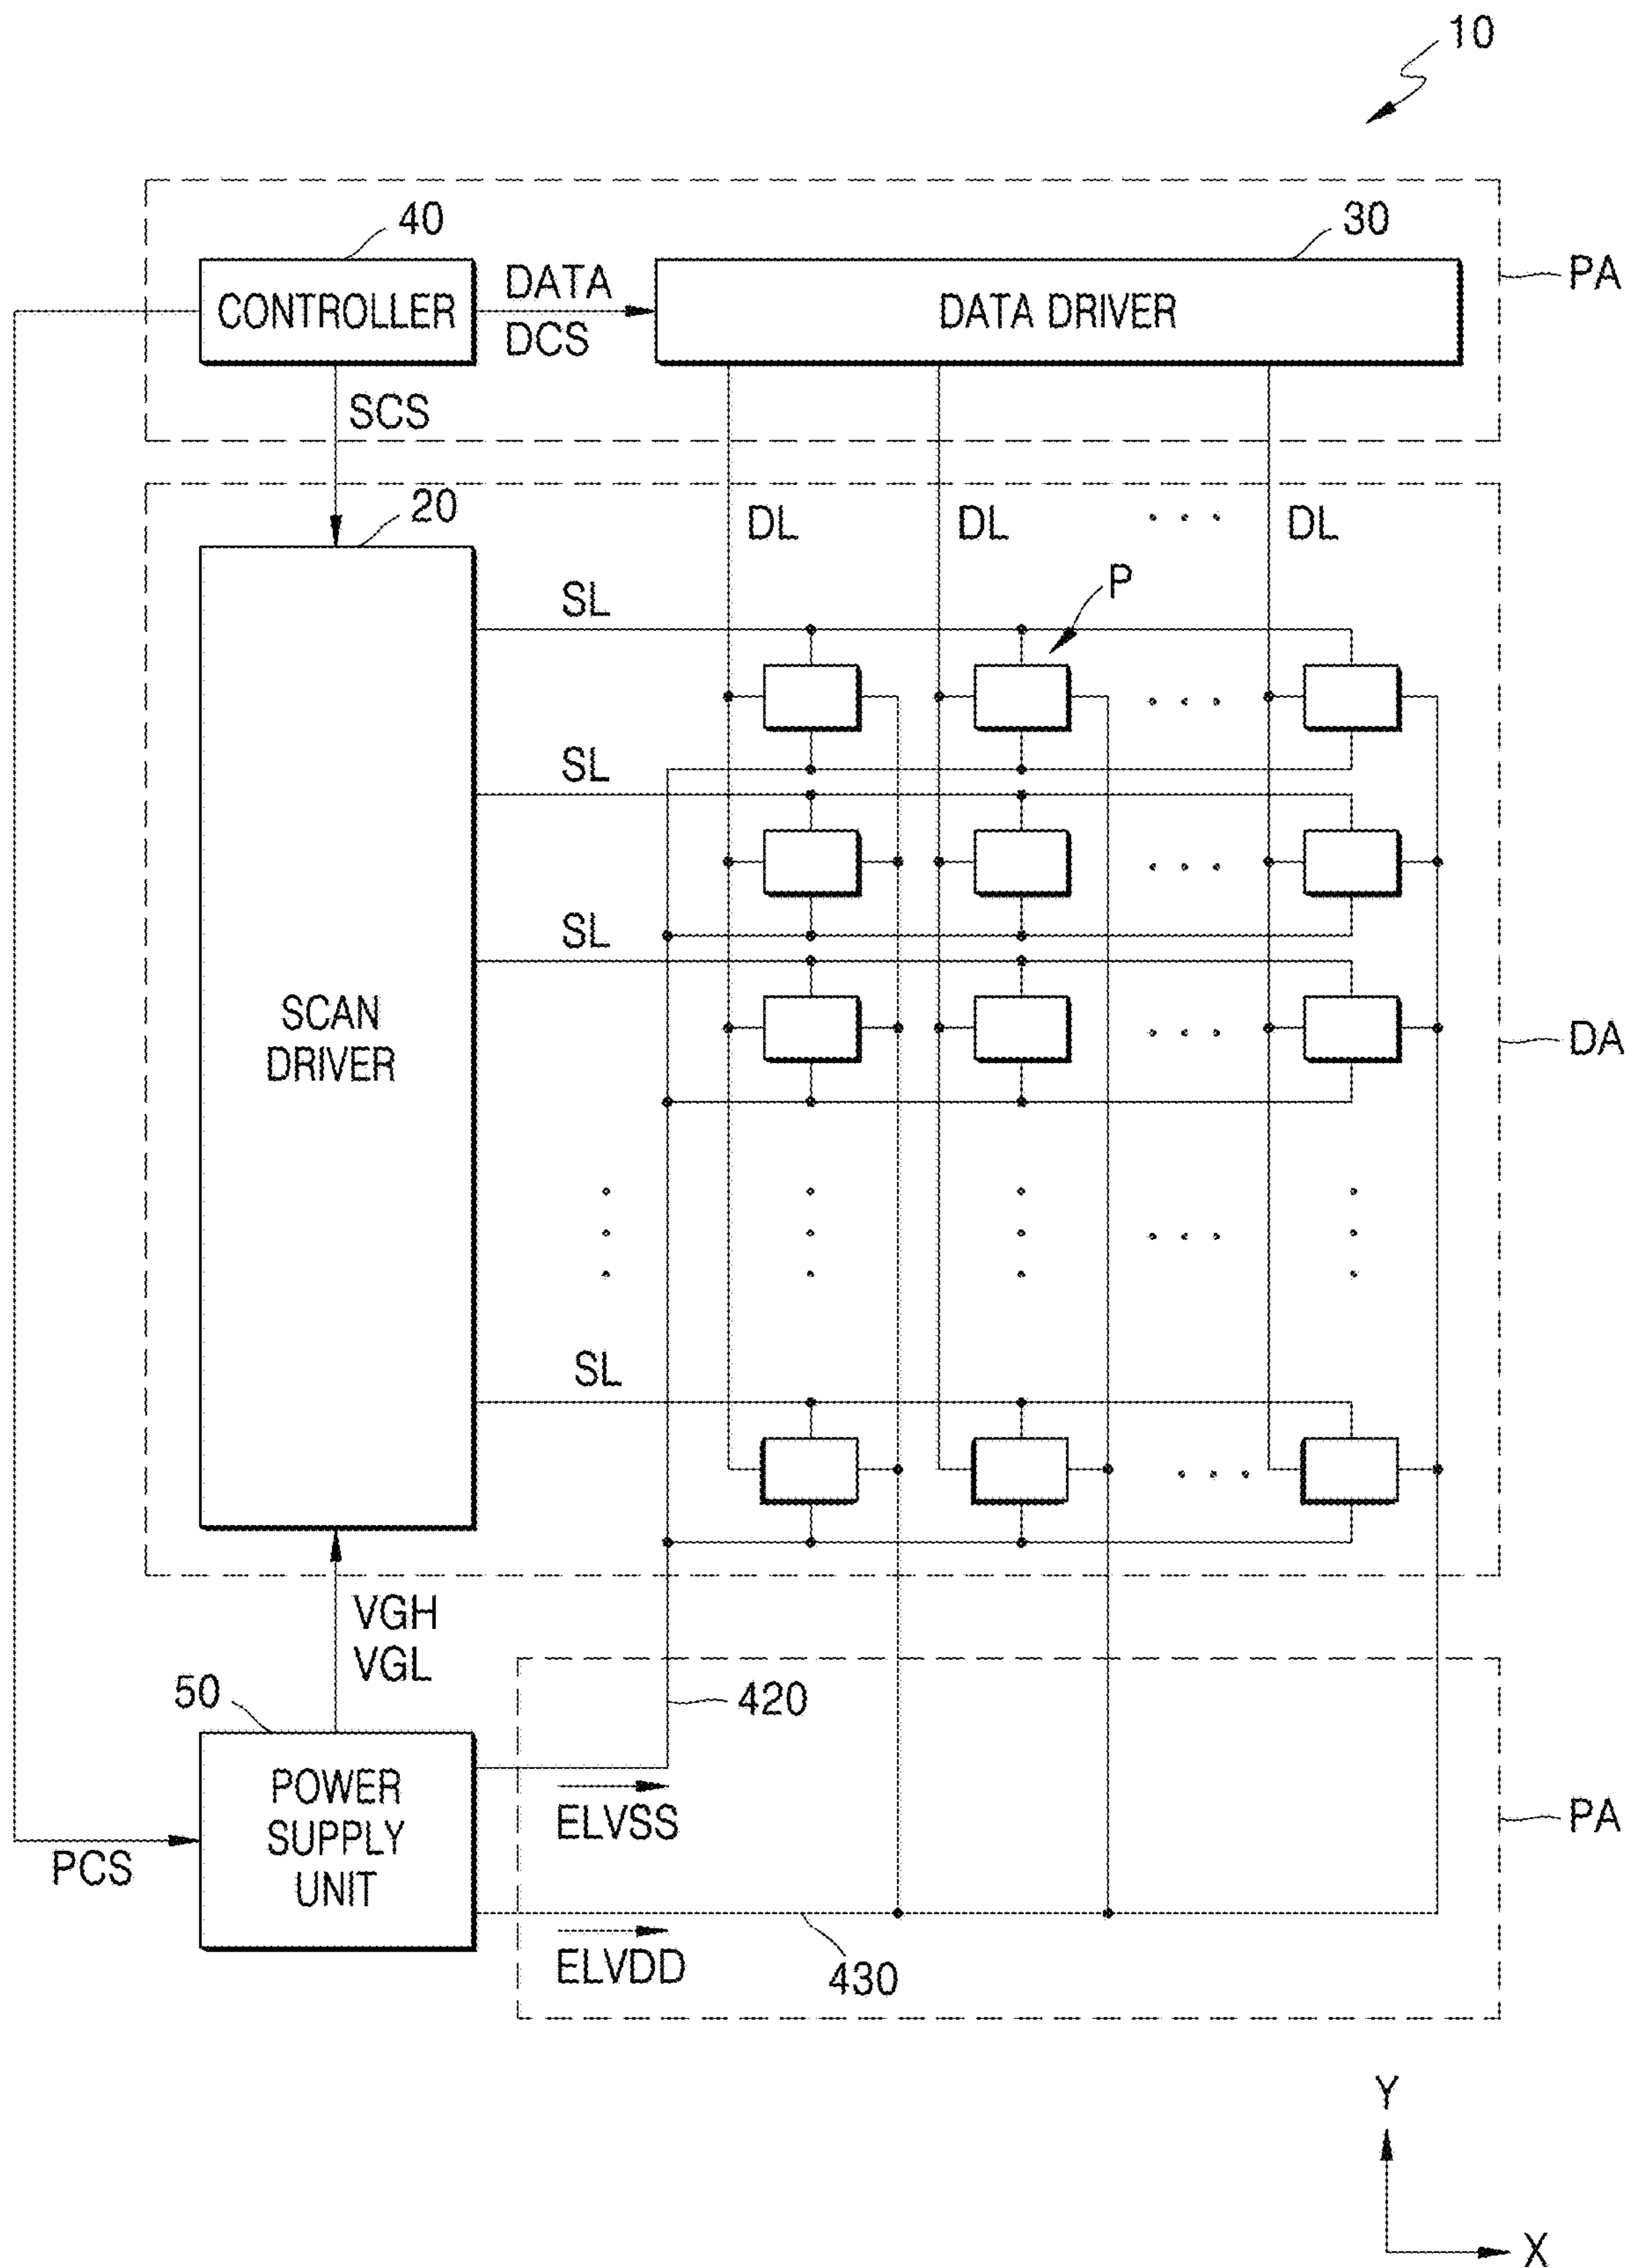 10
40
30
CONTROLLER
DATA
DCS
DATA DRIVER
PA
SCS
20
DL
DL
DL
P
SL
SL
SL
SCAN
DRIVER
DA
SL
VGH
VGL
50
420
POWER
SUPPLY
UNIT
ELVSS
PA
PCS
ELVDD
430
Y
X